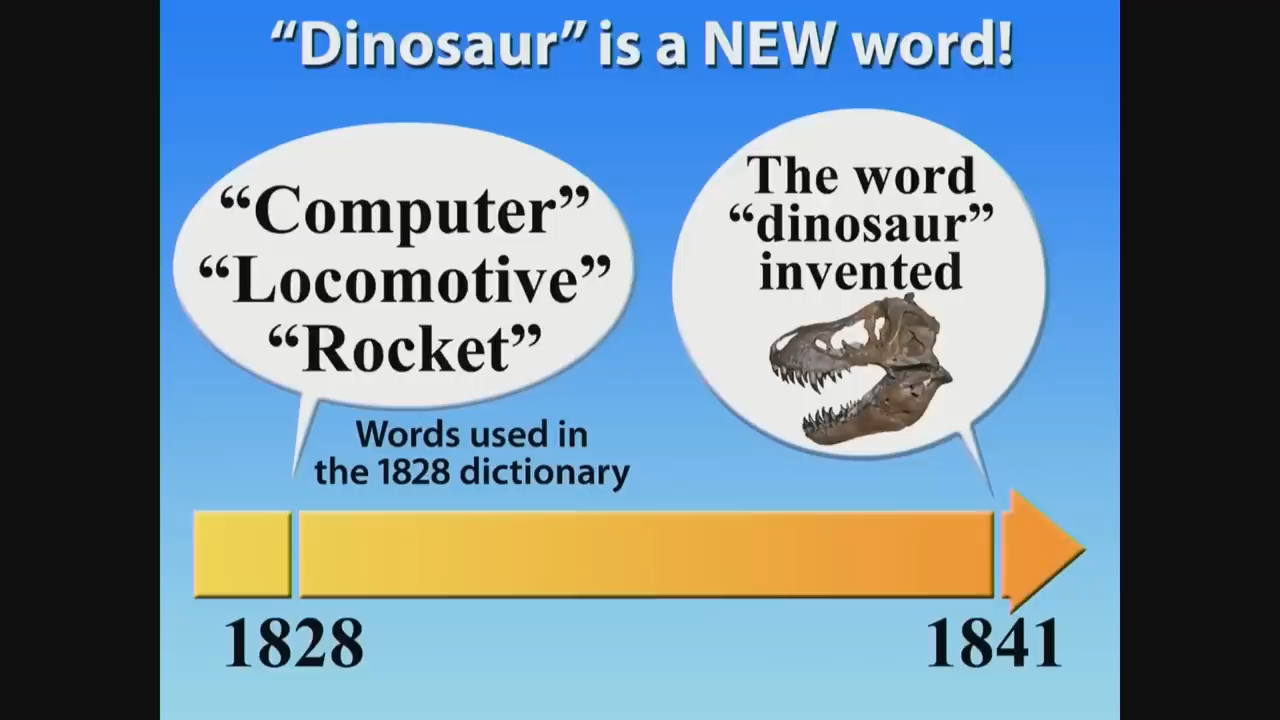 “Dinosaur” is a NEW word!
“Computer”
“Locomotive”
“Rocket”
The word
“dinosaur”
invented
Words used in
the 1828 dictionary
1828
1841